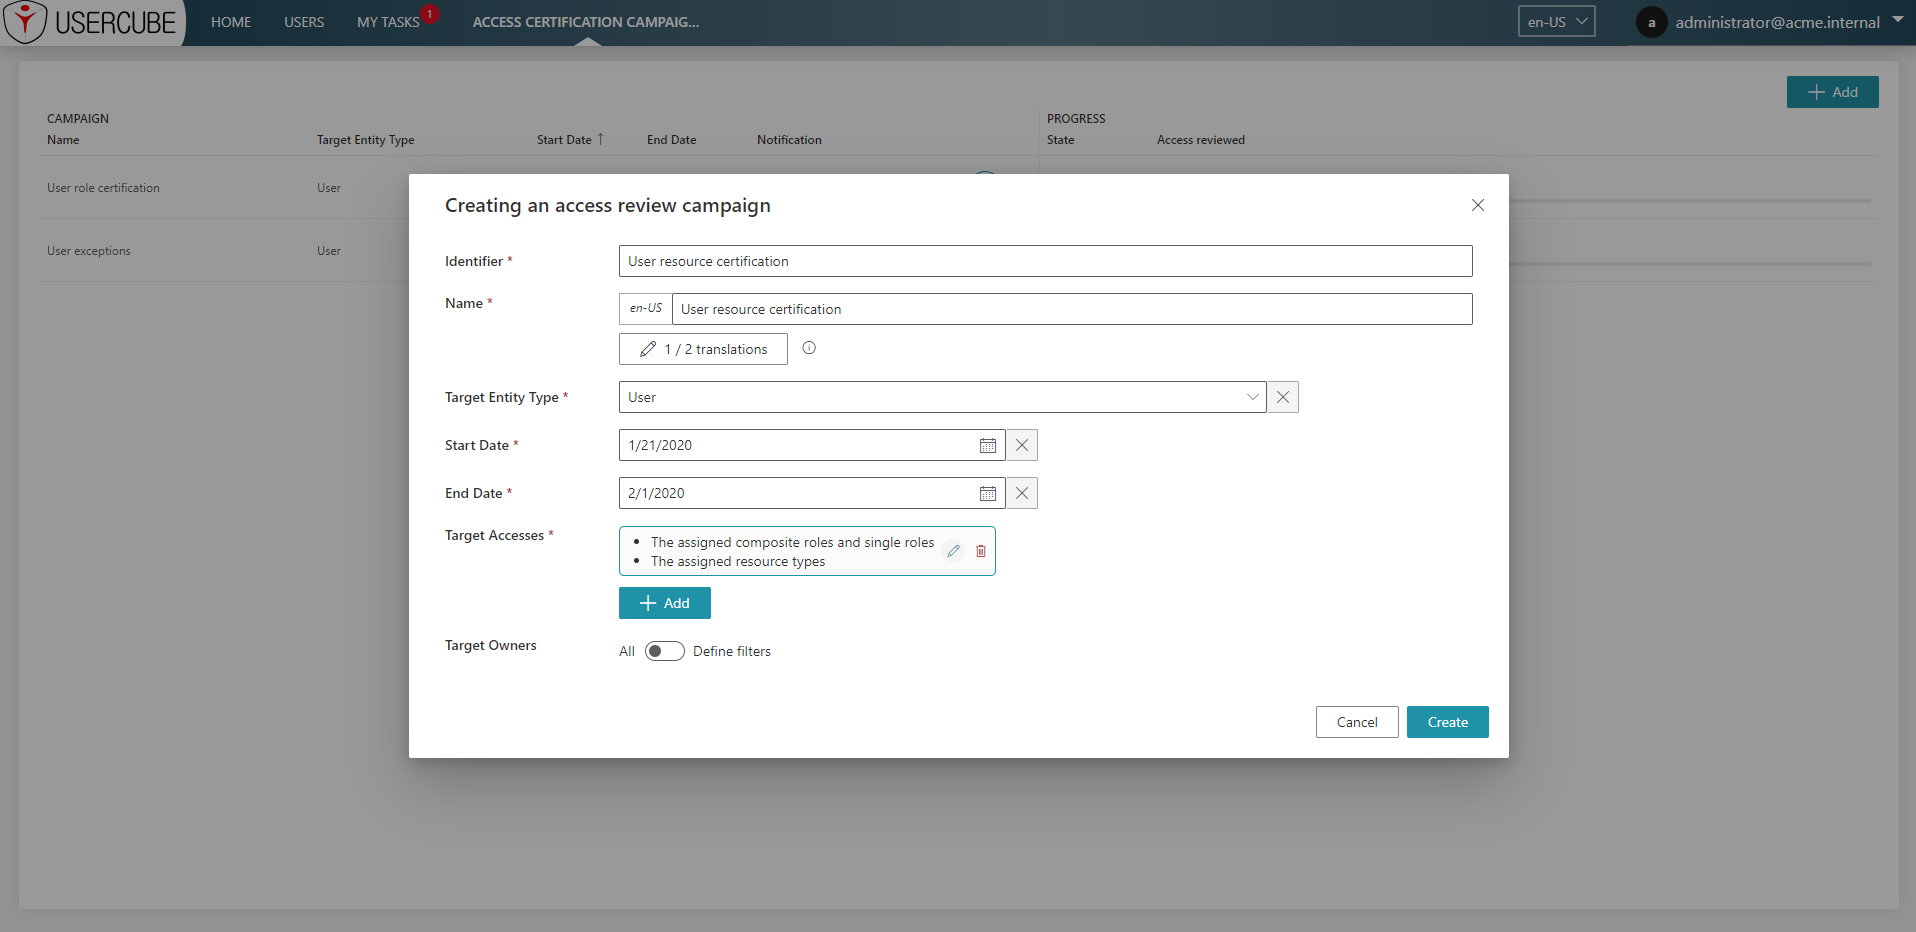 USERCUBE HOME USERS MY TASKS 1 ACCESS CERTIFICATION CAMPAIG... en-US a administrator@acme.internal
Add
CAMPAIGN PROGRESS
Name Target Entity Type Start Date ↑ End Date Notification State Access reviewed
User role certification User
User exceptions User
Creating an access review campaign
Identifier * User resource certification
Name * en-US User resource certification
1 / 2 translations
Target Entity Type * User
Start Date * 1/21/2020
End Date * 2/1/2020
Target Accesses * • The assigned composite roles and single roles
• The assigned resource types
Add
Target Owners All Define filters
Cancel Create